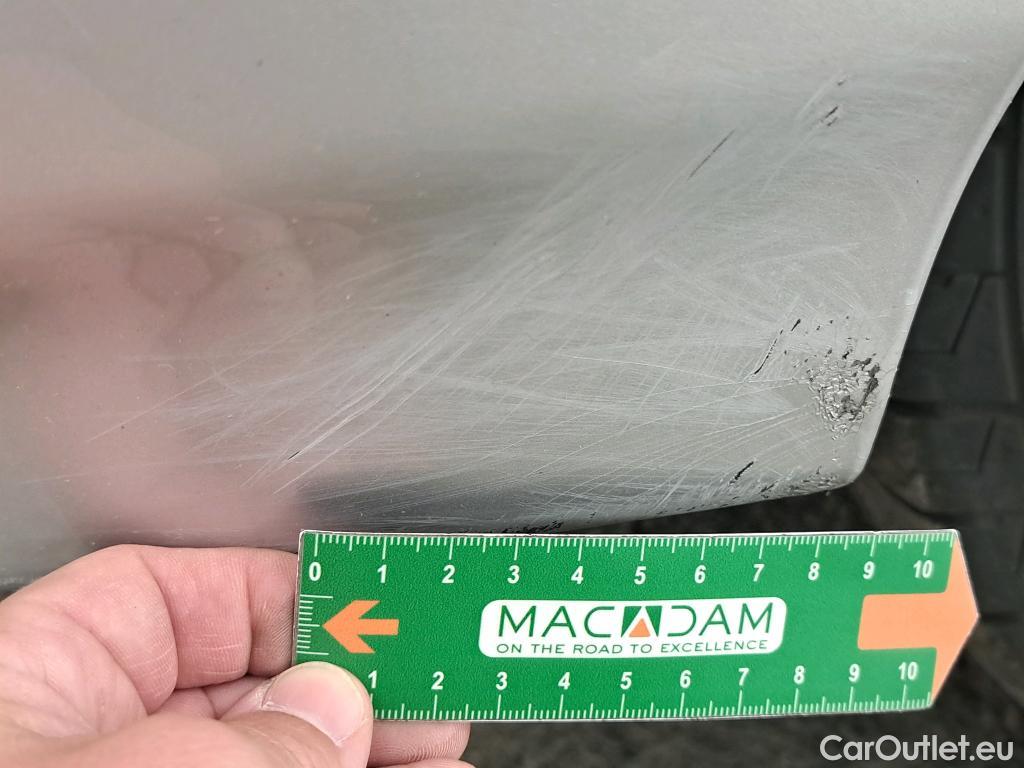 0 1 2 3 4 5 6 7 8 9 10
MACADAM
ON THE ROAD TO EXCELLENCE
1 2 3 4 5 6 7 8 9 10
CarOutlet.eu